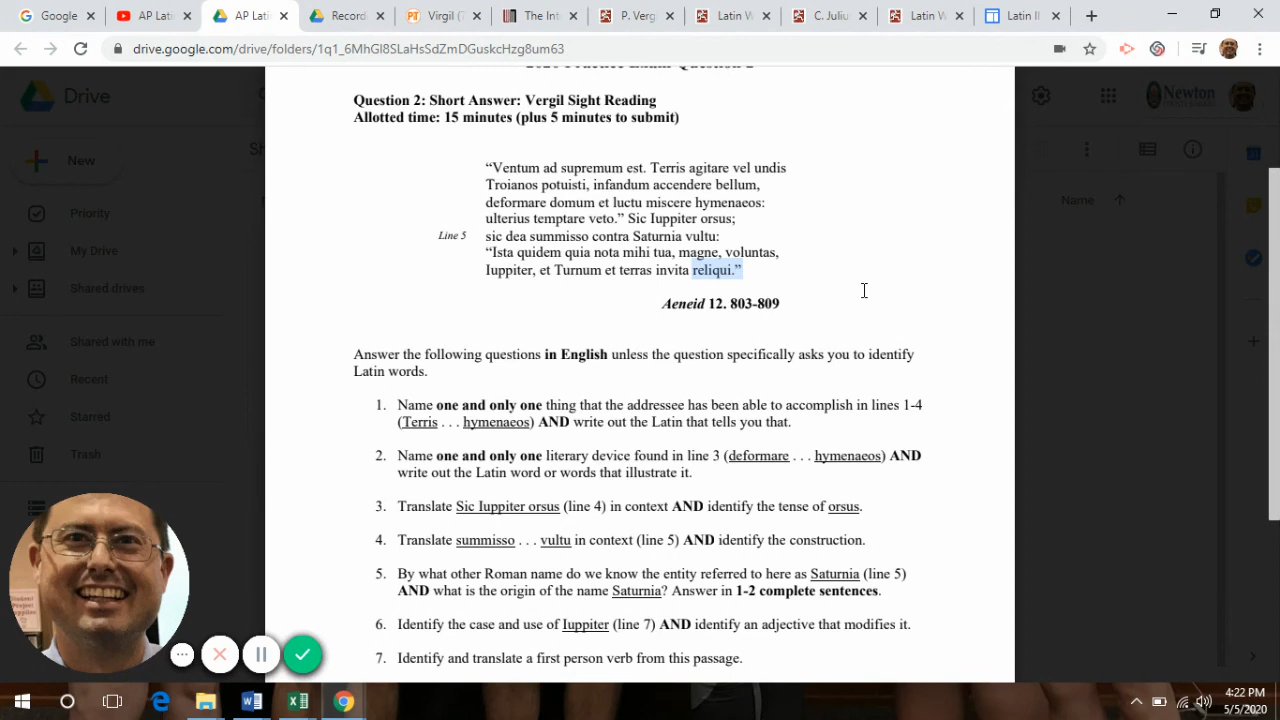 Google
AP Lati
AP Latin
Record
Virgil (
The Int
P. Verg
Latin W
C. Juliu
Latin W
Latin II
drive.google.com/drive/folders/1q1_6MhGl8SLaHsSdZmDGuskcHzg8um63
Drive
Newton
New
Priority
My Drive
Shared drives
Shared with me
Recent
Starred
Trash
Name
Question 2: Short Answer: Vergil Sight Reading
Allotted time: 15 minutes (plus 5 minutes to submit)
“Ventum ad supremum est. Terris agitare vel undis
Troianos potuisti, infandum accendere bellum,
deformare domum et luctu miscere hymenaeos:
ulterius temptare veto.” Sic Iuppiter orsus;
Line 5 sic dea summisso contra Saturnia vultu:
“Ista quidem quia nota mihi tua, magne, voluntas,
Iuppiter, et Turnum et terras invita reliqui.”
Aeneid 12. 803-809
Answer the following questions in English unless the question specifically asks you to identify
Latin words.
1. Name one and only one thing that the addressee has been able to accomplish in lines 1-4
(Terris . . . hymenaeos) AND write out the Latin that tells you that.
2. Name one and only one literary device found in line 3 (deformare . . . hymenaeos) AND
write out the Latin word or words that illustrate it.
3. Translate Sic Iuppiter orsus (line 4) in context AND identify the tense of orsus.
4. Translate summisso . . . vultu in context (line 5) AND identify the construction.
5. By what other Roman name do we know the entity referred to here as Saturnia (line 5)
AND what is the origin of the name Saturnia? Answer in 1-2 complete sentences.
6. Identify the case and use of Iuppiter (line 7) AND identify an adjective that modifies it.
7. Identify and translate a first person verb from this passage.
4:22 PM
5/5/2020